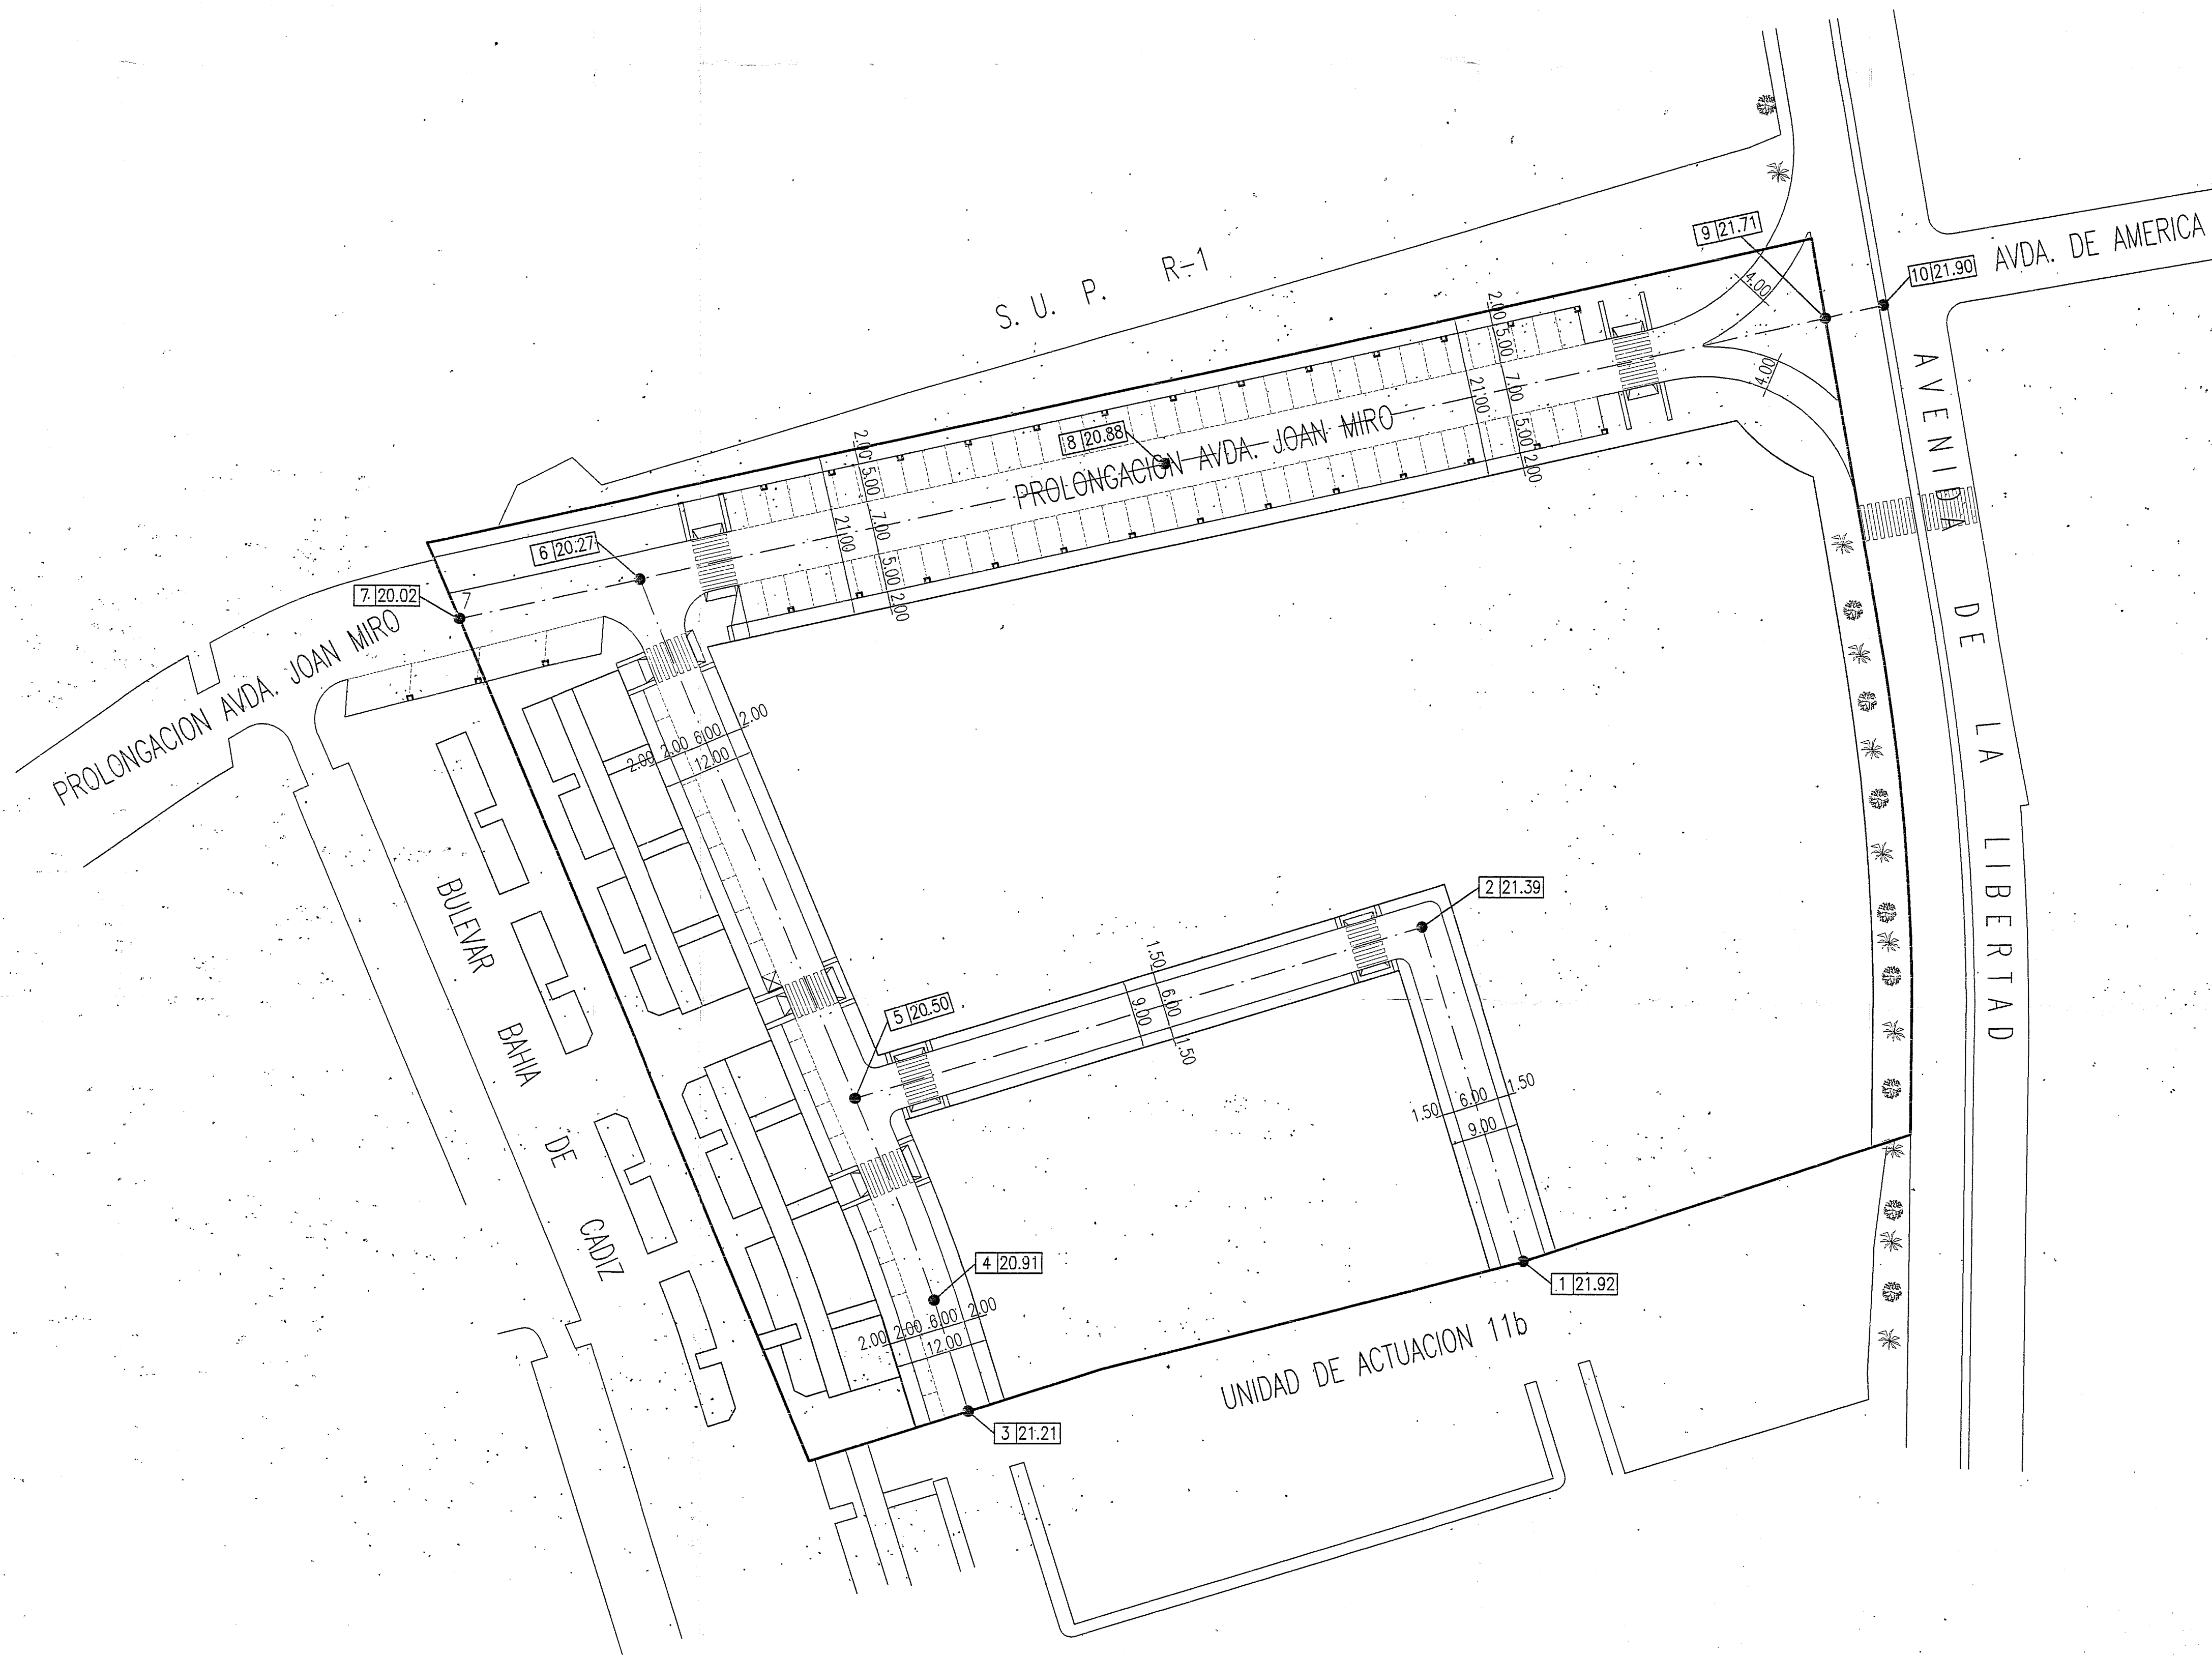 S. U. P. R-1
9 21.71
10 21.90
AVDA. DE AMERICA
4.00
4.00
2.00 5.00 7.00 5.00 2.00
21.00
8 20.88
PROLONGACION AVDA. JOAN MIRO
2.00 5.00 7.00 5.00 2.00
21.00
6 20.27
7 20.02
7
PROLONGACION AVDA. JOAN MIRO
AVENIDA DE LA LIBERTAD
2.00 2.00 6.00 2.00
12.00
BULEVAR BAHIA DE CADIZ
2 21.39
5 20.50
1.50 6.00 1.50
9.00
1.50 6.00 1.50
9.00
4 20.91
2.00 2.00 6.00 2.00
12.00
1 21.92
UNIDAD DE ACTUACION 11b
3 21.21